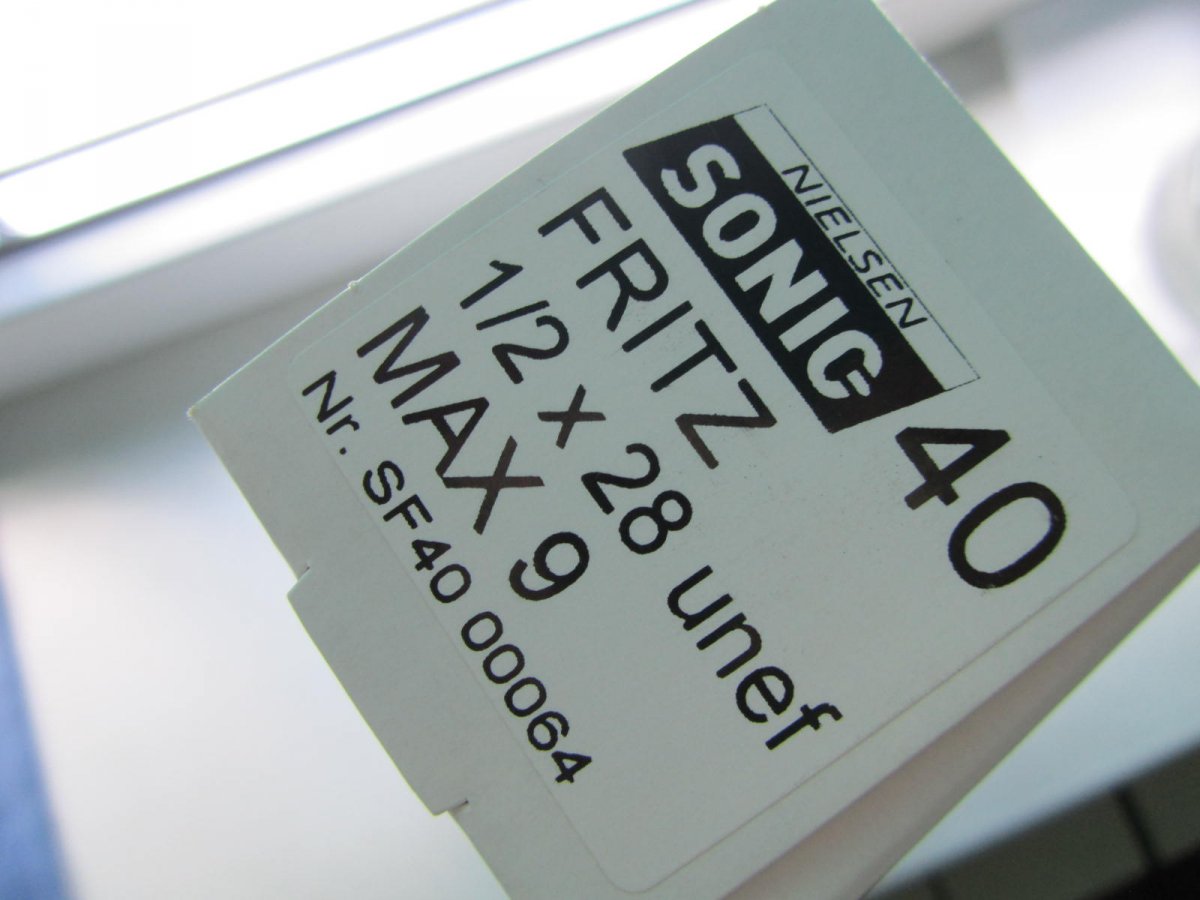 NIELSEN
SONIC 40
FRITZ
1/2 x 28 unef
MAX 9
Nr. SF40 00064